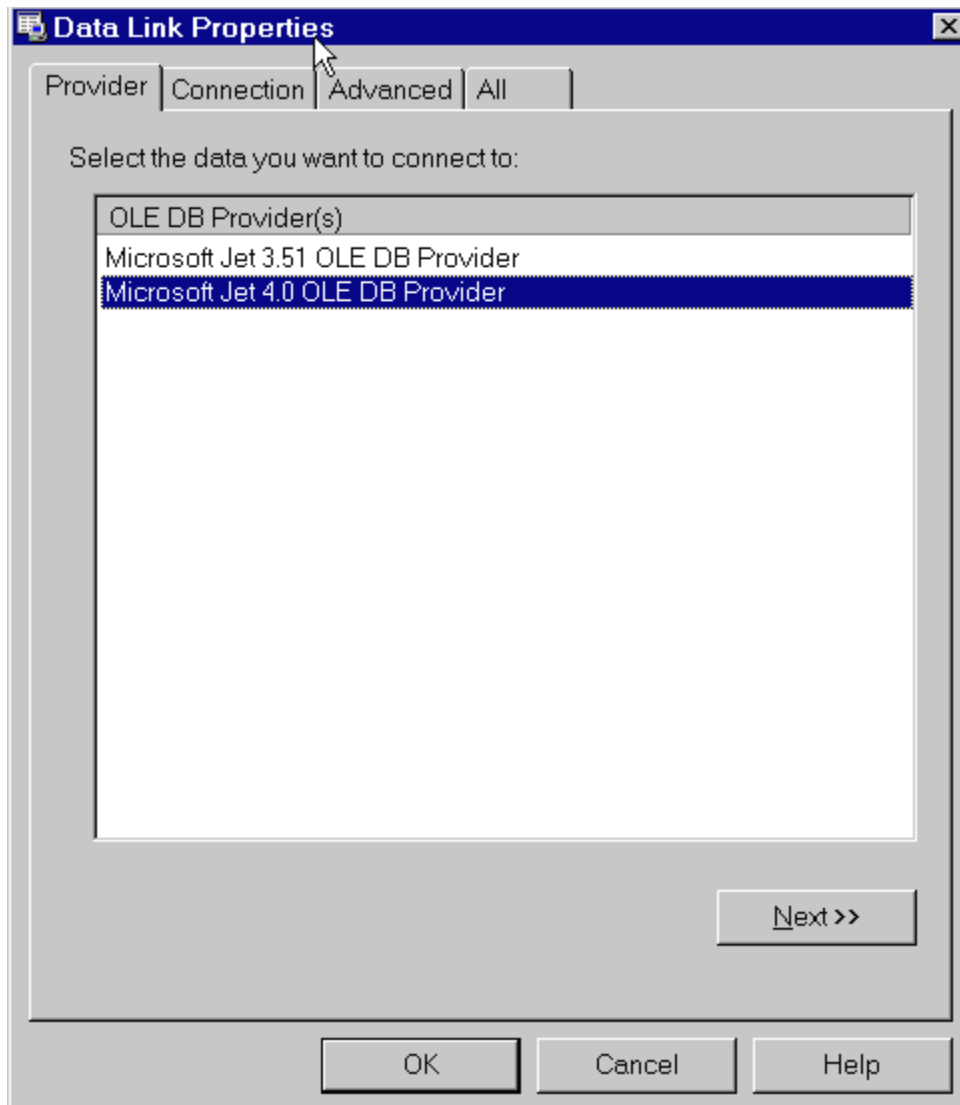 Data Link Properties
Provider Connection Advanced All
Select the data you want to connect to:
OLE DB Provider(s)
Microsoft Jet 3.51 OLE DB Provider
Microsoft Jet 4.0 OLE DB Provider
Next >>
OK Cancel Help